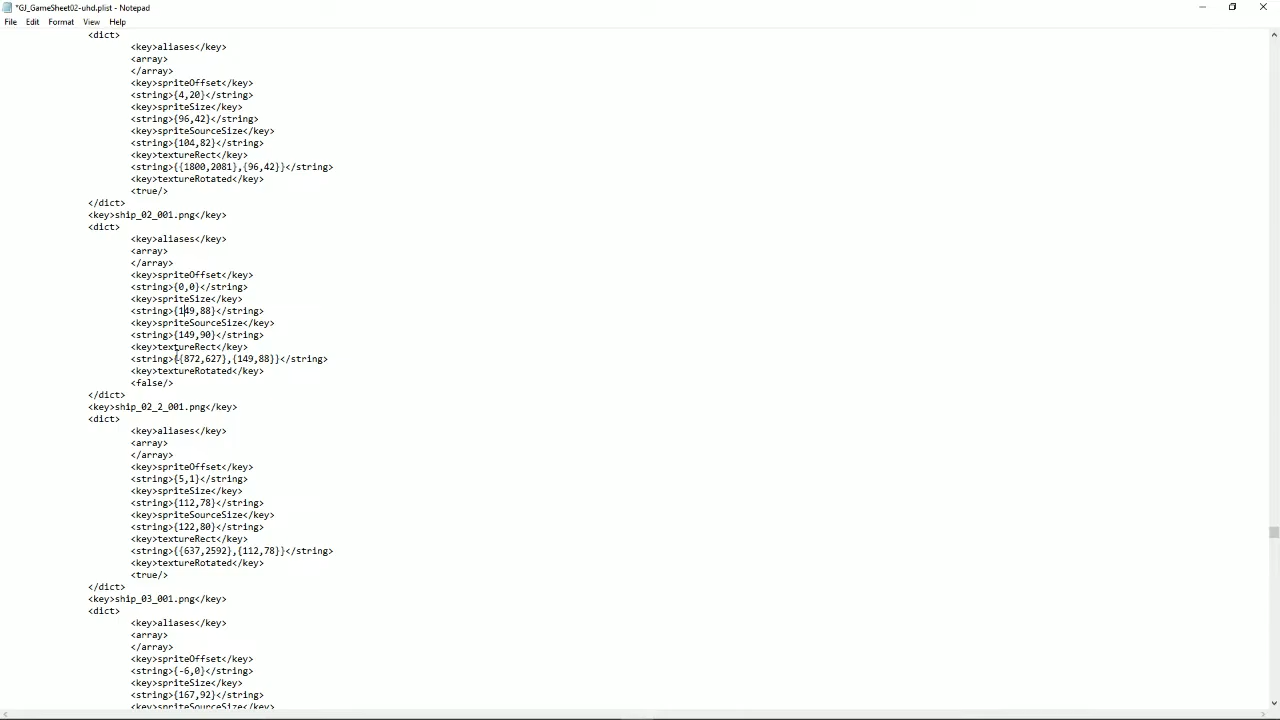 *GJ_GameSheet02-uhd.plist - Notepad
File Edit Format View Help
<dict>
<key>aliases</key>
<array>
</array>
<key>spriteOffset</key>
<string>{4,20}</string>
<key>spriteSize</key>
<string>{96,42}</string>
<key>spriteSourceSize</key>
<string>{104,82}</string>
<key>textureRect</key>
<string>{{1800,2081},{96,42}}</string>
<key>textureRotated</key>
<true/>
</dict>
<key>ship_02_001.png</key>
<dict>
<key>aliases</key>
<array>
</array>
<key>spriteOffset</key>
<string>{0,0}</string>
<key>spriteSize</key>
<string>{149,88}</string>
<key>spriteSourceSize</key>
<string>{149,90}</string>
<key>textureRect</key>
<string>{{872,627},{149,88}}</string>
<key>textureRotated</key>
<false/>
</dict>
<key>ship_02_2_001.png</key>
<dict>
<key>aliases</key>
<array>
</array>
<key>spriteOffset</key>
<string>{5,1}</string>
<key>spriteSize</key>
<string>{112,78}</string>
<key>spriteSourceSize</key>
<string>{122,80}</string>
<key>textureRect</key>
<string>{{637,2592},{112,78}}</string>
<key>textureRotated</key>
<true/>
</dict>
<key>ship_03_001.png</key>
<dict>
<key>aliases</key>
<array>
</array>
<key>spriteOffset</key>
<string>{-6,0}</string>
<key>spriteSize</key>
<string>{167,92}</string>
<key>spriteSourceSize</key>